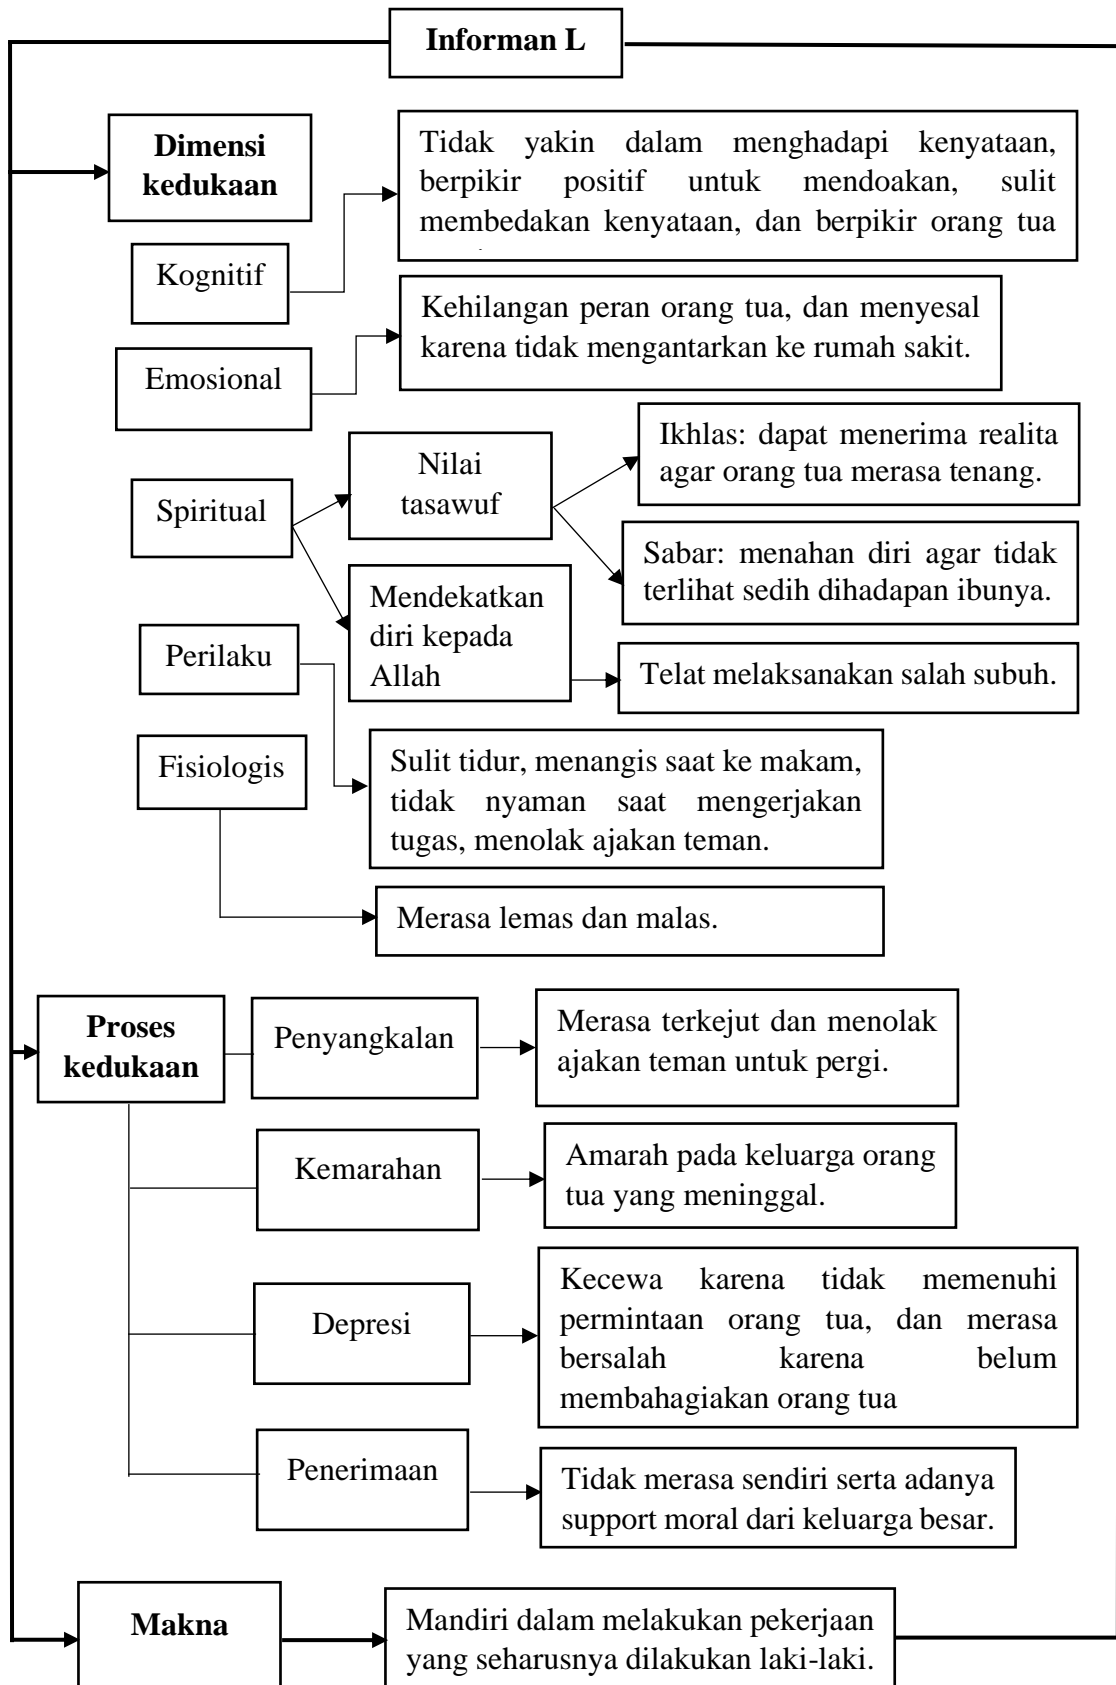 Informan L
Dimensi
kedukaan
Tidak yakin dalam menghadapi kenyataan,
berpikir positif untuk mendoakan, sulit
membedakan kenyataan, dan berpikir orang tua
Kognitif
Kehilangan peran orang tua, dan menyesal
karena tidak mengantarkan ke rumah sakit.
Emosional
Spiritual
Nilai
tasawuf
Ikhlas: dapat menerima realita
agar orang tua merasa tenang.
Sabar: menahan diri agar tidak
terlihat sedih dihadapan ibunya.
Mendekatkan
diri kepada
Allah
Telat melaksanakan salah subuh.
Perilaku
Sulit tidur, menangis saat ke makam,
tidak nyaman saat mengerjakan
tugas, menolak ajakan teman.
Fisiologis
Merasa lemas dan malas.
Proses
kedukaan
Penyangkalan
Merasa terkejut dan menolak
ajakan teman untuk pergi.
Kemarahan
Amarah pada keluarga orang
tua yang meninggal.
Depresi
Kecewa karena tidak memenuhi
permintaan orang tua, dan merasa
bersalah karena belum
membahagiakan orang tua
Penerimaan
Tidak merasa sendiri serta adanya
support moral dari keluarga besar.
Makna
Mandiri dalam melakukan pekerjaan
yang seharusnya dilakukan laki-laki.